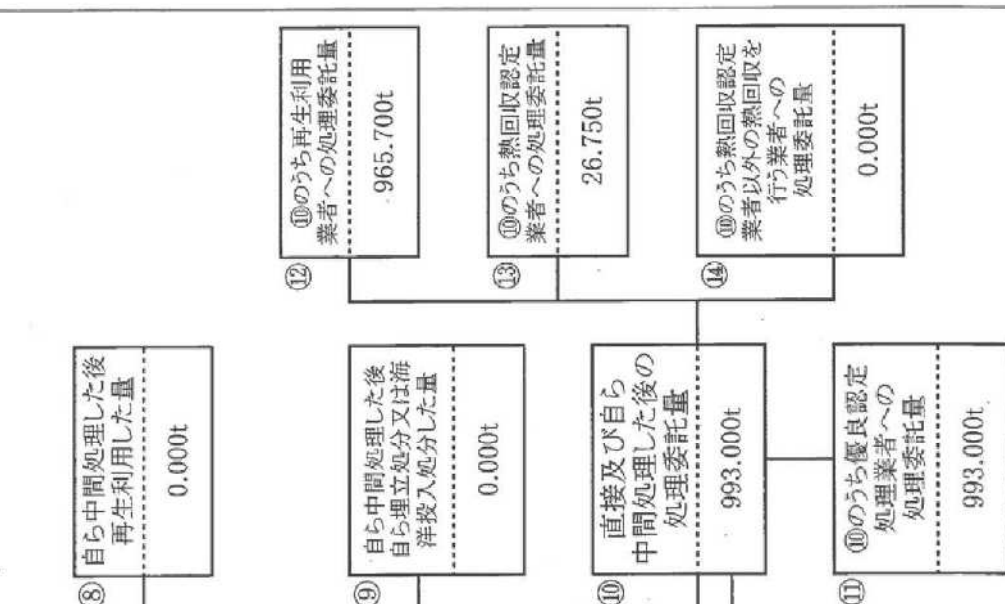 ⑧
自ら中間処理した後
再生利用した量
0.000t
⑨
自ら中間処理した後
自ら埋立処分又は海
洋投入処分した量
0.000t
⑩
直接及び自ら
中間処理した後の
処理委託量
993.000t
⑪
⑩のうち優良認定
処理業者への
処理委託量
993.000t
⑫
⑩のうち再生利用
業者への処理委託量
965.700t
⑬
⑩のうち熱回収認定
業者への処理委託量
26.750t
⑭
⑩のうち熱回収認定
業者以外の熱回収を
行う業者への
処理委託量
0.000t